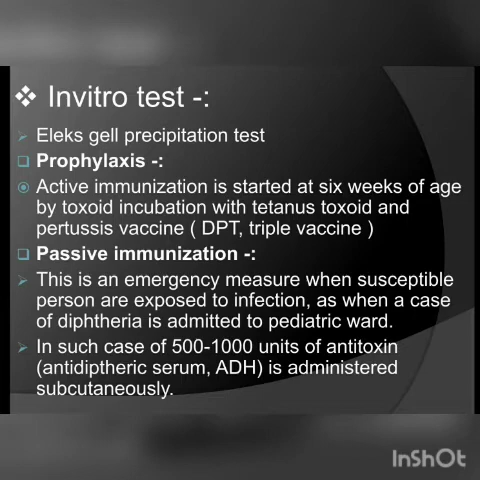 ❖ Invitro test -:
Eleks gell precipitation test
Prophylaxis -:
Active immunization is started at six weeks of age
by toxoid incubation with tetanus toxoid and
pertussis vaccine ( DPT, triple vaccine )
Passive immunization -:
This is an emergency measure when susceptible
person are exposed to infection, as when a case
of diphtheria is admitted to pediatric ward.
In such case of 500-1000 units of antitoxin
(antidiptheric serum, ADH) is administered
subcutaneously.
InShOt